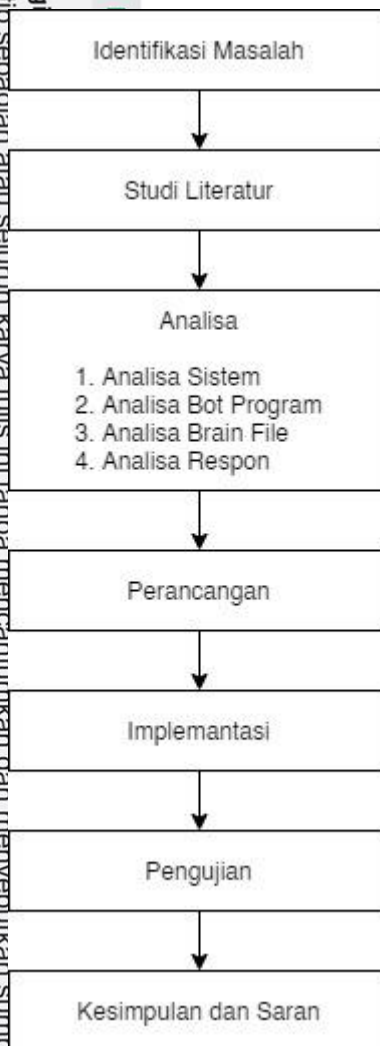 Identifikasi Masalah
Studi Literatur
Analisa
1. Analisa Sistem
2. Analisa Bot Program
3. Analisa Brain File
4. Analisa Respon
Perancangan
Implemantasi
Pengujian
Kesimpulan dan Saran